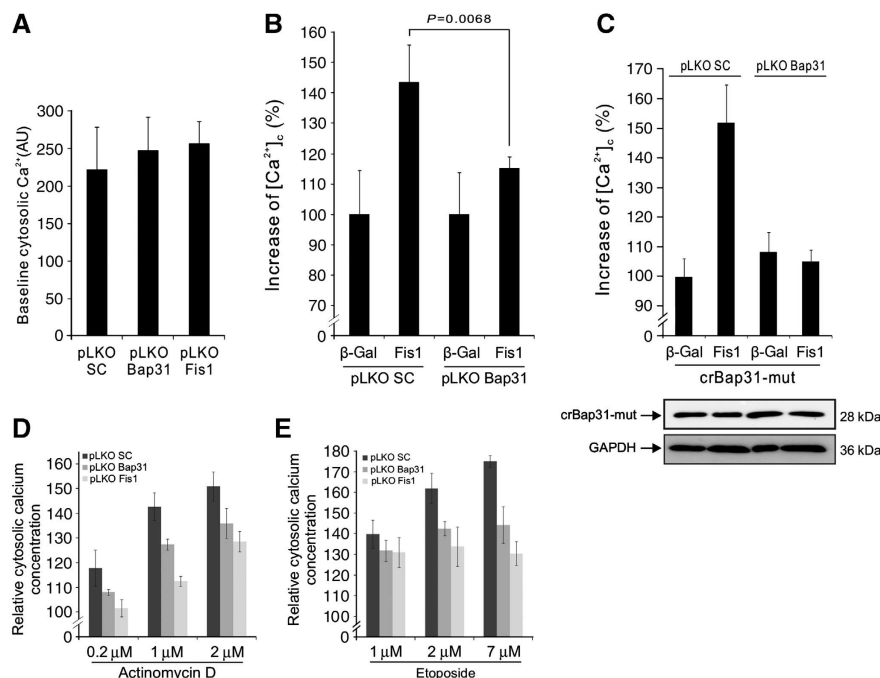 A
Baseline cytosolic Ca²⁺(AU)
300
250
200
150
100
50
0
pLKO SC
pLKO Bap31
pLKO Fis1
B
P=0.0068
Increase of [Ca²⁺]c (%)
160
150
140
130
120
110
100
90
80
70
60
0
β-Gal Fis1 β-Gal Fis1
pLKO SC pLKO Bap31
C
pLKO SC pLKO Bap31
Increase of [Ca²⁺]c (%)
170
160
150
140
130
120
110
100
90
0
β-Gal Fis1 β-Gal Fis1
crBap31-mut
crBap31-mut 28 kDa
GAPDH 36 kDa
D
pLKO SC
pLKO Bap31
pLKO Fis1
Relative cytosolic calcium concentration
160
150
140
130
120
110
100
0
0.2 µM 1 µM 2 µM
Actinomycin D
E
pLKO SC
pLKO Bap31
pLKO Fis1
Relative cytosolic calcium concentration
180
170
160
150
140
130
120
110
100
0
1 µM 2 µM 7 µM
Etoposide